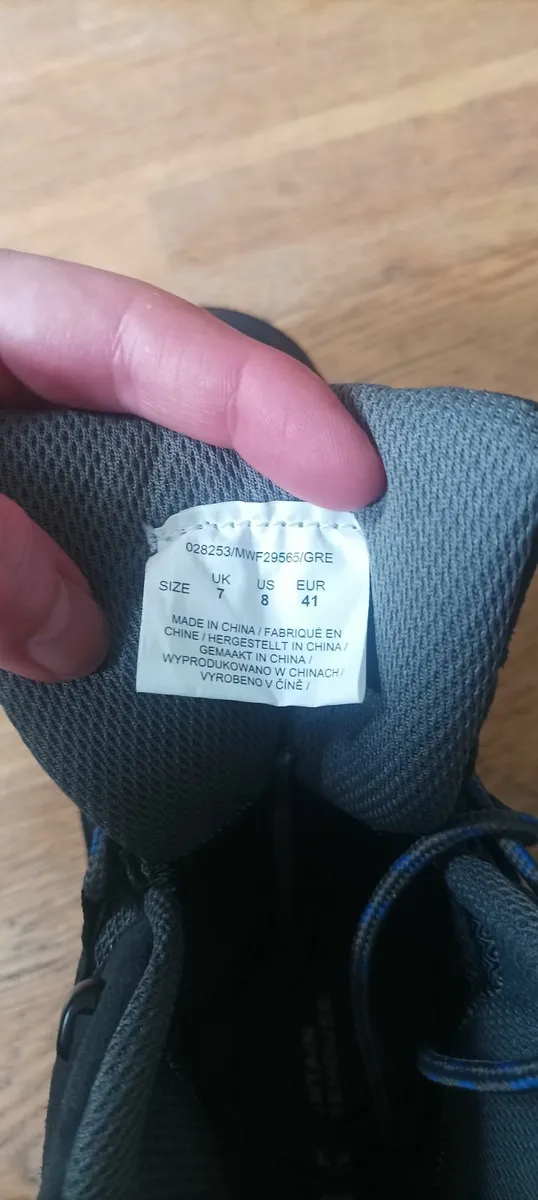 028253/MWF29565/GRE
SIZE UK 7 US 8 EUR 41
MADE IN CHINA / FABRIQUÉ EN
CHINE / HERGESTELLT IN CHINA /
GEMAAKT IN CHINA /
WYPRODUKOWANO W CHINACH /
VYROBENO V ČÍNĚ /